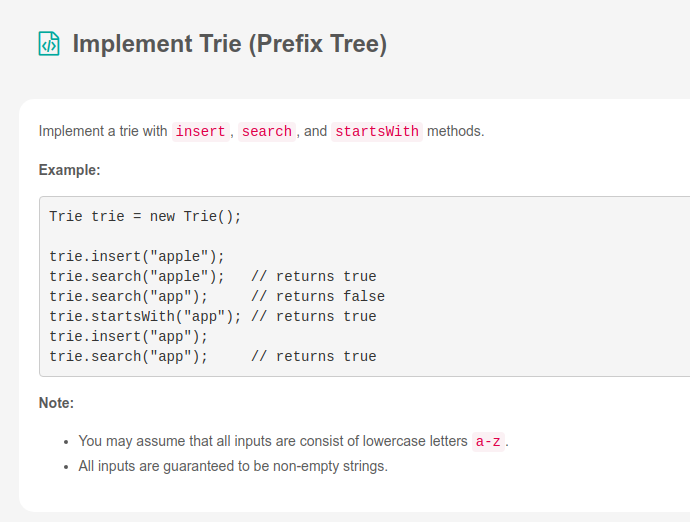 Implement Trie (Prefix Tree)
Implement a trie with insert, search, and startsWith methods.
Example:
Trie trie = new Trie();
trie.insert("apple");
trie.search("apple");   // returns true
trie.search("app");     // returns false
trie.startsWith("app"); // returns true
trie.insert("app");
trie.search("app");     // returns true
Note:
• You may assume that all inputs are consist of lowercase letters a-z.
• All inputs are guaranteed to be non-empty strings.